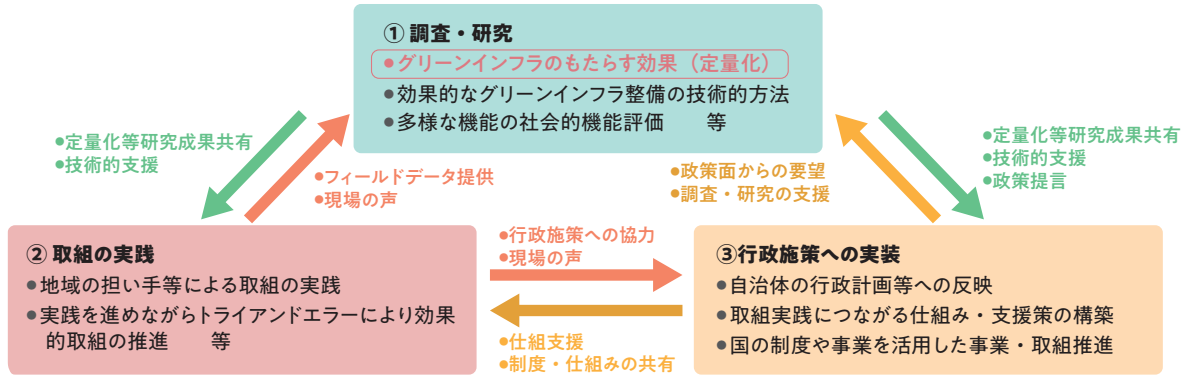 ① 調査・研究
●グリーンインフラのもたらす効果（定量化）
●効果的なグリーンインフラ整備の技術的方法
●多様な機能の社会的機能評価　　等
●定量化等研究成果共有
●技術的支援
●フィールドデータ提供
●現場の声
●政策面からの要望
●調査・研究の支援
●定量化等研究成果共有
●技術的支援
●政策提言
② 取組の実践
●地域の担い手等による取組の実践
●実践を進めながらトライアンドエラーにより効果
的取組の推進　　等
●行政施策への協力
●現場の声
●仕組支援
●制度・仕組みの共有
③行政施策への実装
●自治体の行政計画等への反映
●取組実践につながる仕組み・支援策の構築
●国の制度や事業を活用した事業・取組推進